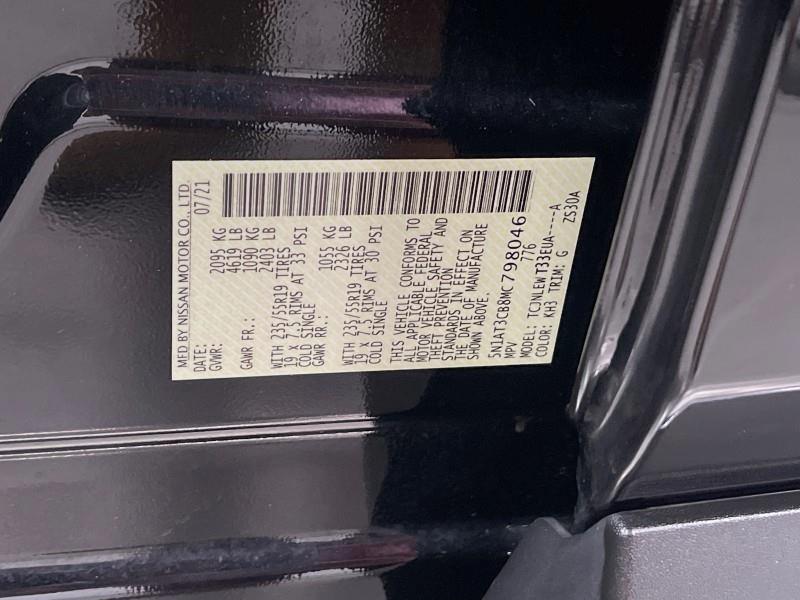 MFD BY NISSAN MOTOR CO., LTD
DATE: 07/21
GVWR: 2095 KG
4619 LB
GAWR FR.: 1090 KG
2403 LB
WITH 235/55R19 TIRES
19 X 7.5 RIMS AT 33 PSI
COLD SINGLE
GAWR RR.: 1055 KG
2326 LB
WITH 235/55R19 TIRES
19 X 7.5 RIMS AT 30 PSI
COLD SINGLE
THIS VEHICLE CONFORMS TO
ALL APPLICABLE FEDERAL
MOTOR VEHICLE SAFETY AND
THEFT PREVENTION
STANDARDS IN EFFECT ON
THE DATE OF MANUFACTURE
SHOWN ABOVE.
5N1AT3CB8MC798046
MPV 776
MODEL: TCJNLEWT33EUA----A
COLOR: KH3 TRIM: G ZS30A